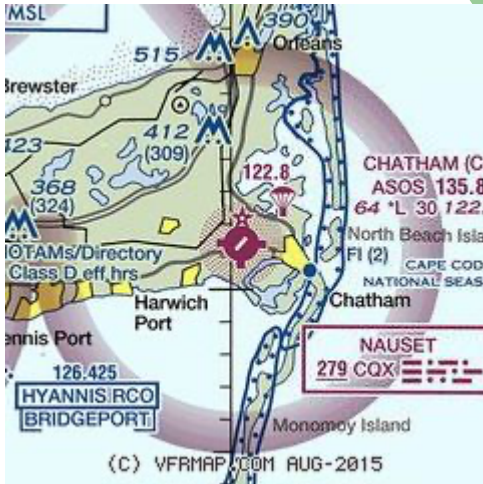 MSL
390
Orleans
515
Brewster
412
(309)
423
122.8
CHATHAM (C
ASOS 135.8
64 *L 30 122.
368
(324)
North Beach Isla
Fl (2)
NOTAMs/Directory
Class D eff hrs
CAPE COD
NATIONAL SEAS
Harwich
Port
Chatham
ennis Port
NAUSET
279 CQX
126.425
HYANNIS RCO
BRIDGEPORT
Monomoy Island
(C) VFRMAP.COM AUG-2015